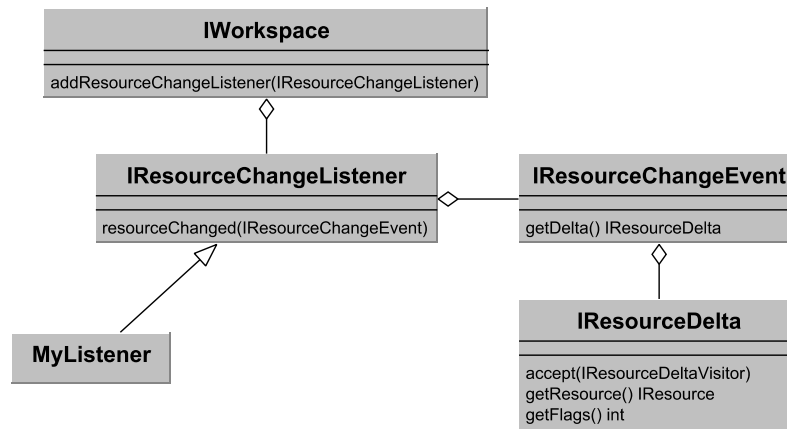 IWorkspace
addResourceChangeListener(IResourceChangeListener)
IResourceChangeListener
resourceChanged(IResourceChangeEvent)
IResourceChangeEvent
getDelta() IResourceDelta
MyListener
IResourceDelta
accept(IResourceDeltaVisitor)
getResource() IResource
getFlags() int